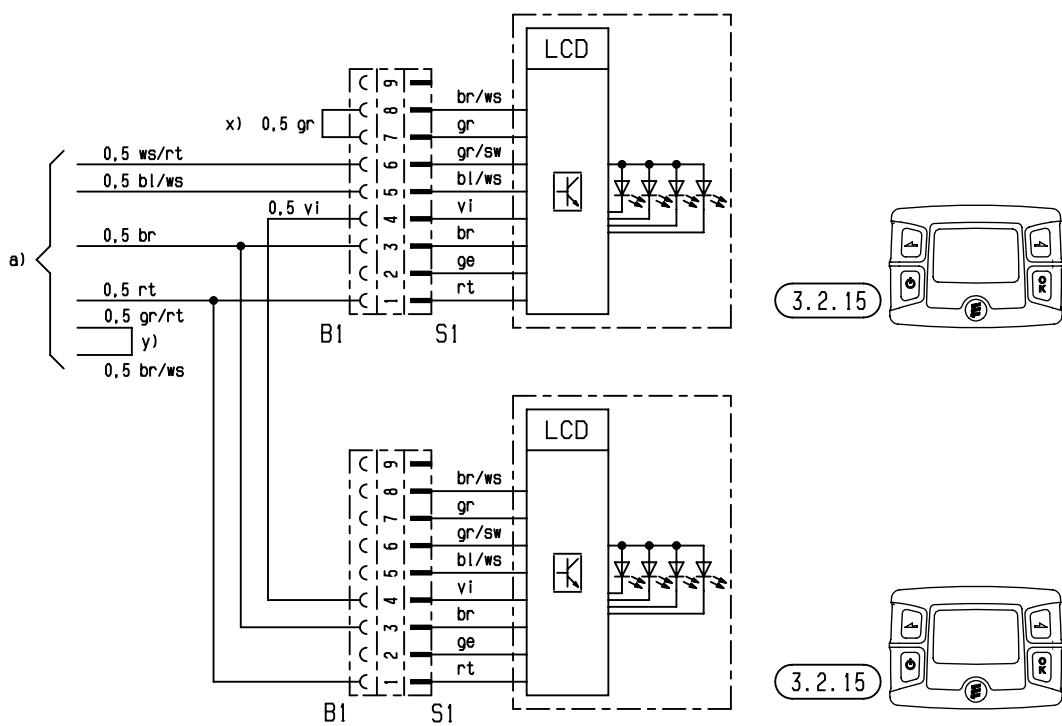 LCD
9
8
7
6
5
4
3
2
1
br/ws
gr
gr/sw
bl/ws
vi
br
ge
rt
x) 0,5 gr
0,5 ws/rt
0,5 bl/ws
0,5 vi
0,5 br
0,5 rt
0,5 gr/rt
y)
0,5 br/ws
a)
B1
S1
3.2.15
OK
LCD
9
8
7
6
5
4
3
2
1
br/ws
gr
gr/sw
bl/ws
vi
br
ge
rt
B1
S1
3.2.15
OK